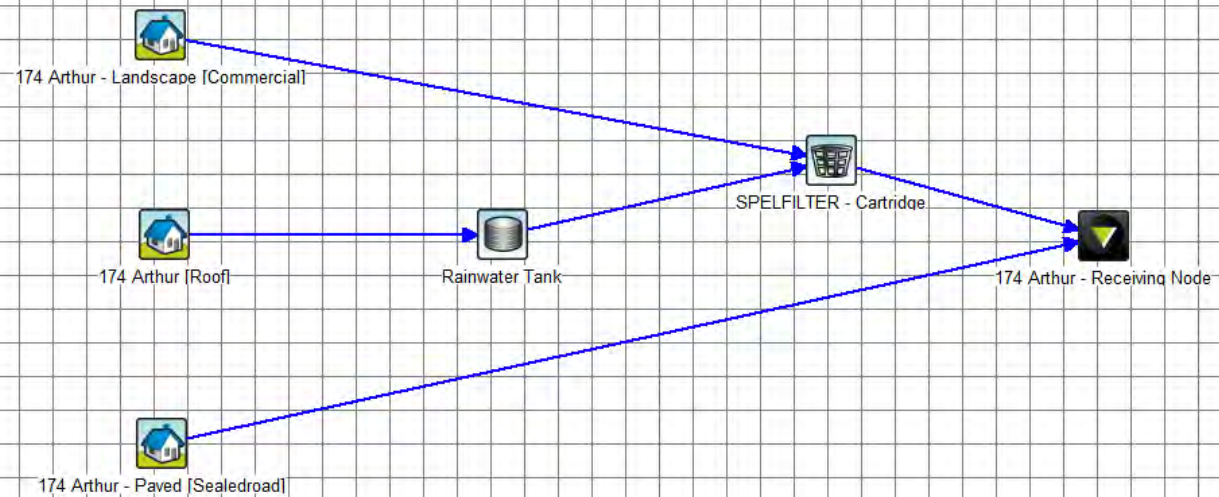 174 Arthur - Landscape [Commercial]
SPELFILTER - Cartridge
174 Arthur [Roof]
Rainwater Tank
174 Arthur - Receiving Node
174 Arthur - Paved [Sealedroad]